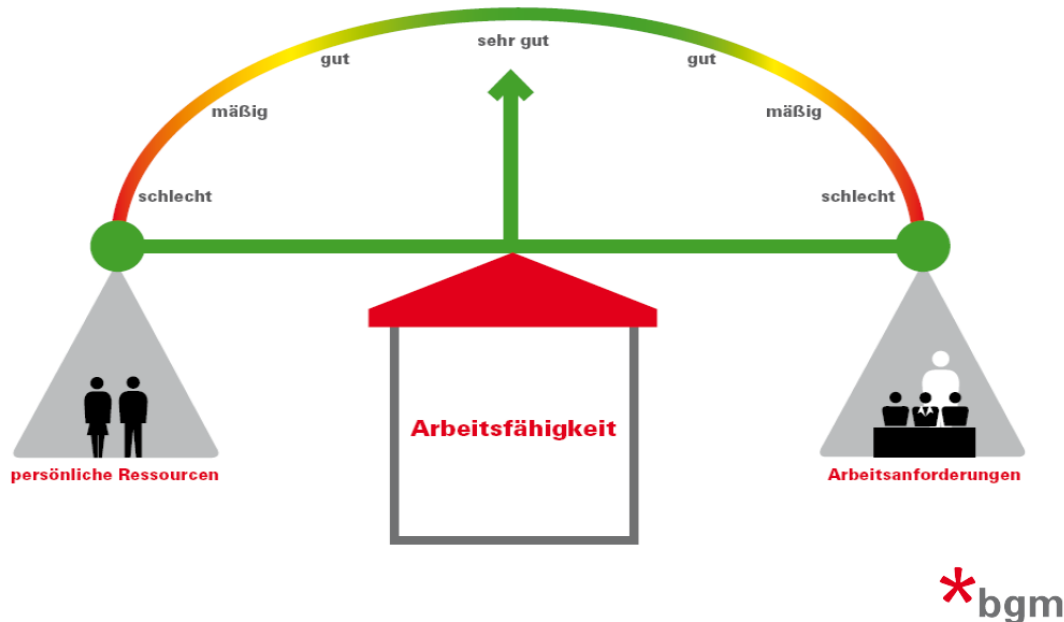 sehr gut
gut
gut
mäßig
mäßig
schlecht
schlecht
Arbeitsfähigkeit
persönliche Ressourcen
Arbeitsanforderungen
*bgm